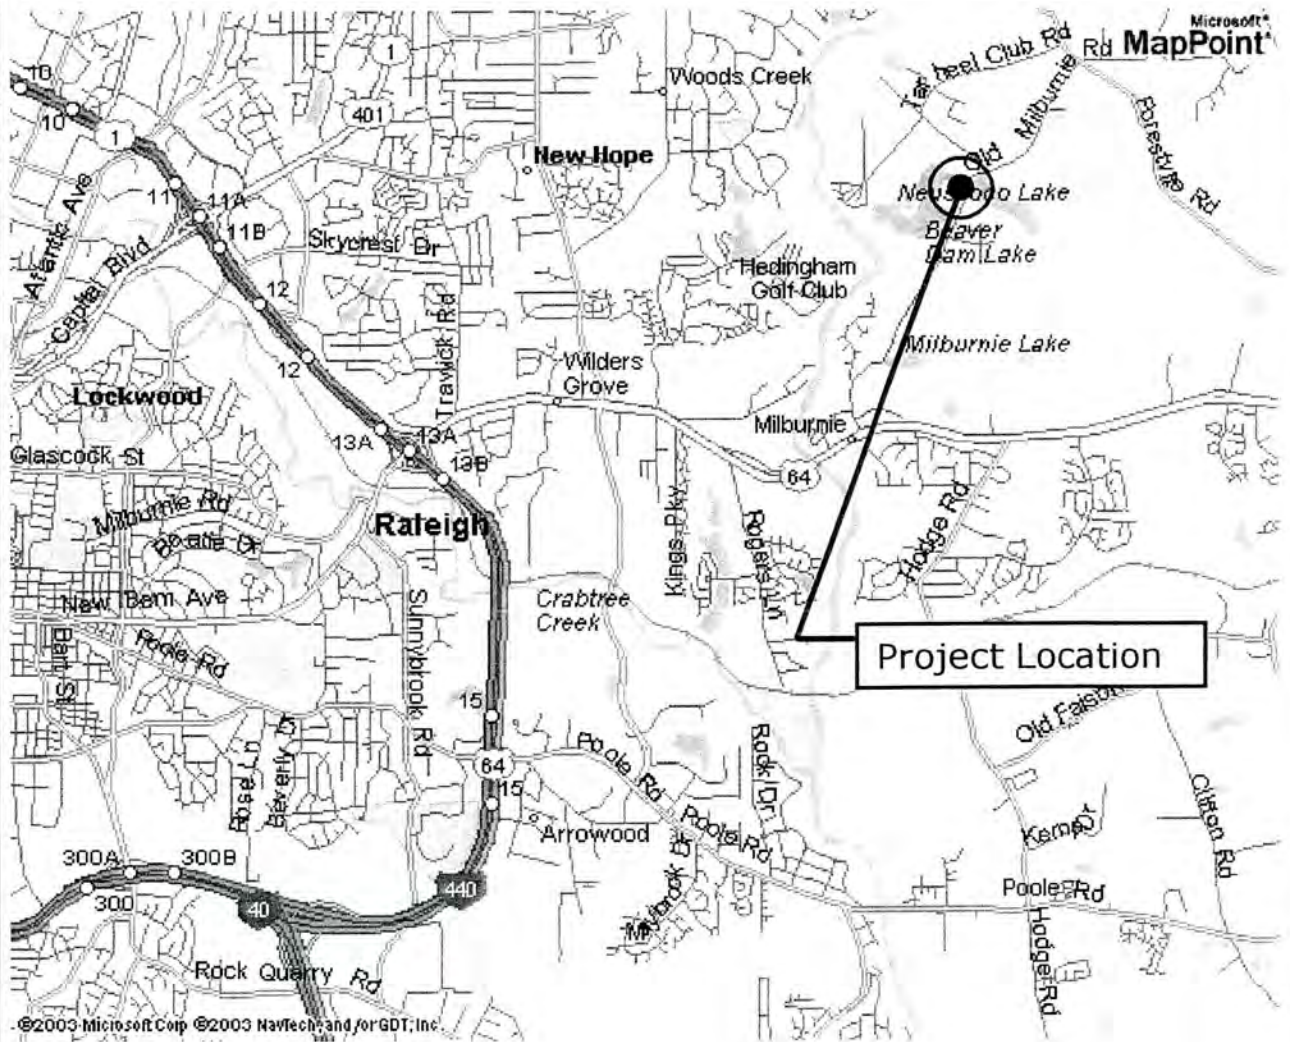 Microsoft®
MapPoint®
Tar heel Club Rd
Rd
Old
Milburnie
Forestville Rd
10
10
1
1
401
Woods Creek
New Hope
11
11A
11B
Atlantic Ave
Capital Blvd
Skycrest Dr
Lake
Beaver
Dam Lake
Hedingham
Golf Club
12
12
Trawick Rd
Milburnie Lake
Wilders
Grove
Lockwood
13A
13A
13B
Milburnie
64
Glascock St
Milburnie Rd
Boaile Dr
Raleigh
Kings Pky
Rogers Ln
Hodge Rd
New Bern Ave
Crabtree
Creek
Bart St
Poole Rd
Sunnybrook Rd
Project Location
15
64
15
Rose Ln
Beverly Dr
Poole Rd
Poole Rd
Rock Dr
Kemp Dr
Clifton Rd
Arrowood
300A
300B
300
40
440
Poole Rd
Hodge Rd
Rock Quarry Rd
©2003 Microsoft Corp ©2003 NavTech, and/or GDT, Inc.